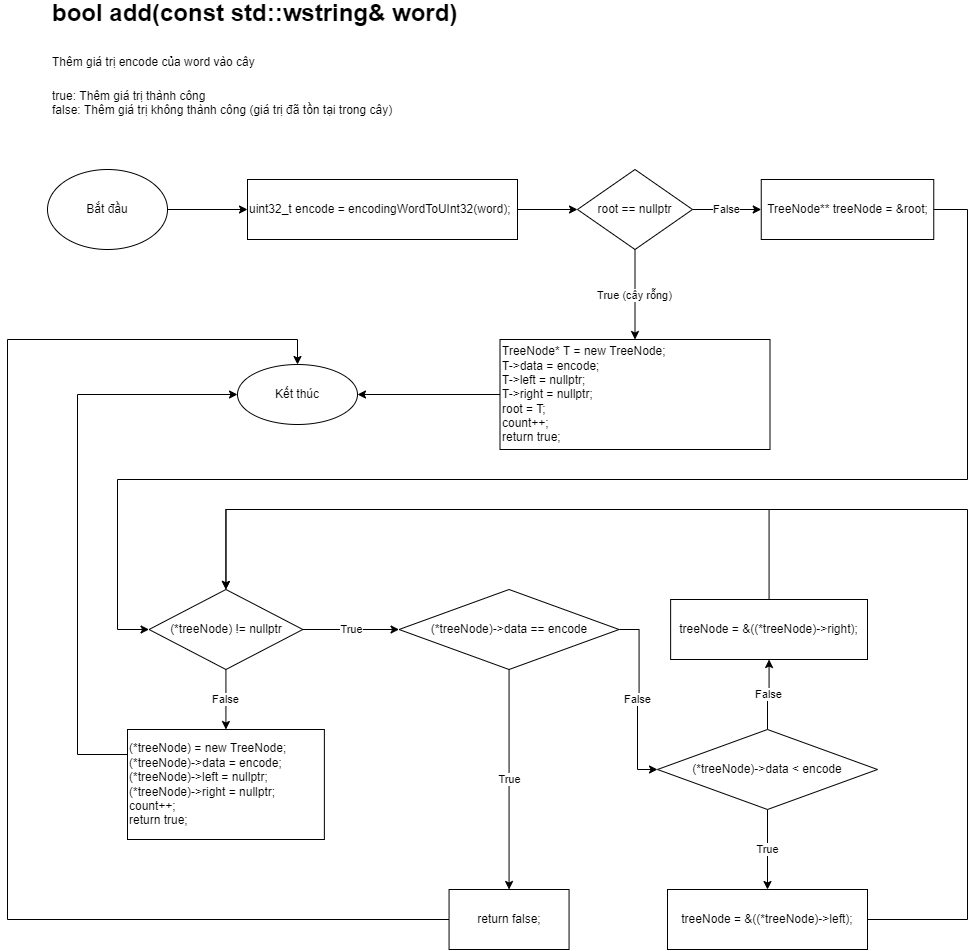 bool add(const std::wstring& word)
Thêm giá trị encode của word vào cây
true: Thêm giá trị thành công
false: Thêm giá trị không thành công (giá trị đã tồn tại trong cây)
Bắt đầu
uint32_t encode = encodingWordToUInt32(word);
root == nullptr
False
TreeNode** treeNode = &root;
True (cây rỗng)
TreeNode* T = new TreeNode;
T->data = encode;
T->left = nullptr;
T->right = nullptr;
root = T;
count++;
return true;
Kết thúc
(*treeNode) != nullptr
True
(*treeNode)->data == encode
treeNode = &((*treeNode)->right);
False
False
False
(*treeNode) = new TreeNode;
(*treeNode)->data = encode;
(*treeNode)->left = nullptr;
(*treeNode)->right = nullptr;
count++;
return true;
True
(*treeNode)->data < encode
True
return false;
treeNode = &((*treeNode)->left);